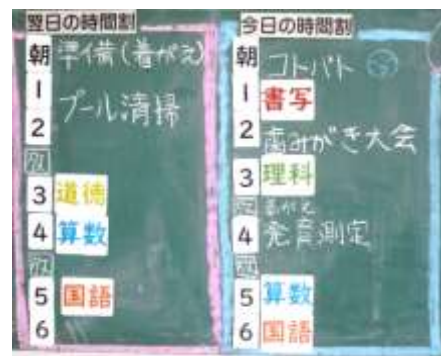 翌日の時間割
朝 準備(着がえ)
1 プール清掃
2
3 道徳
4 算数
5 国語
6
今日の時間割
朝 コトバト
1 書写
2 歯みがき大会
3 理科
着がえ
4 発育測定
5 算数
6 国語